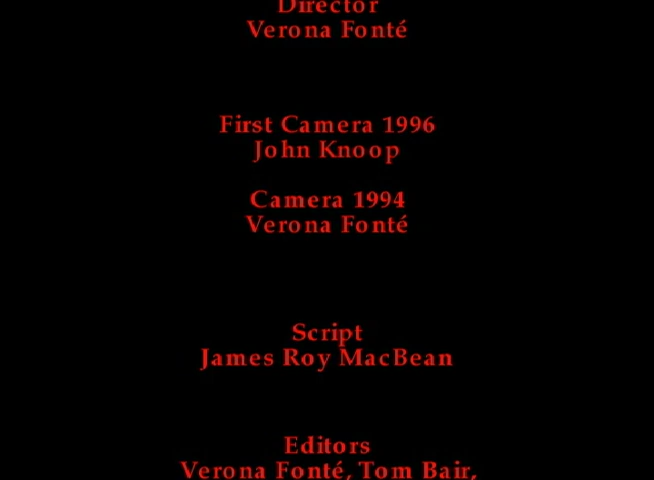 Director
Verona Fonté
First Camera 1996
John Knoop
Camera 1994
Verona Fonté
Script
James Roy MacBean
Editors
Verona Fonté, Tom Bair,